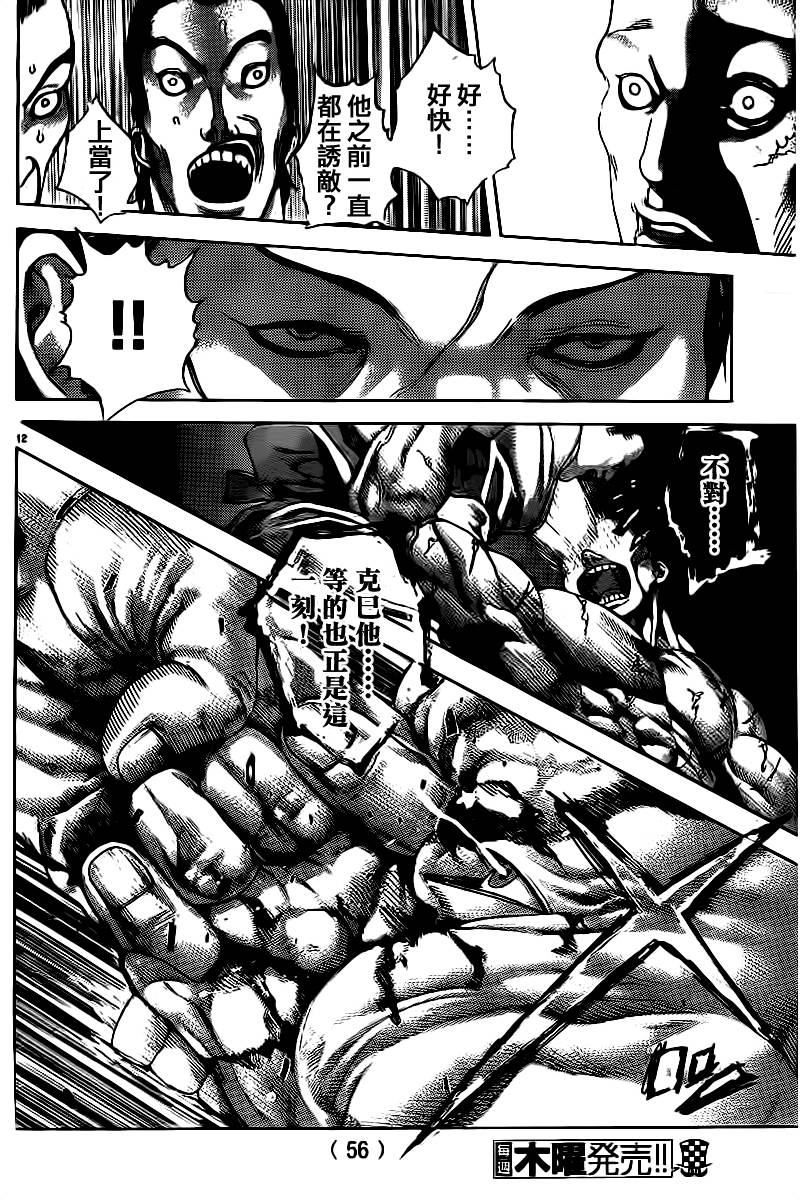 好……
好快！
他之前一直
都在誘敵？
上當了！
!!
不對……
克巳他……
等的也正是這
一刻！
12
( 56 )
毎週木曜発売!!